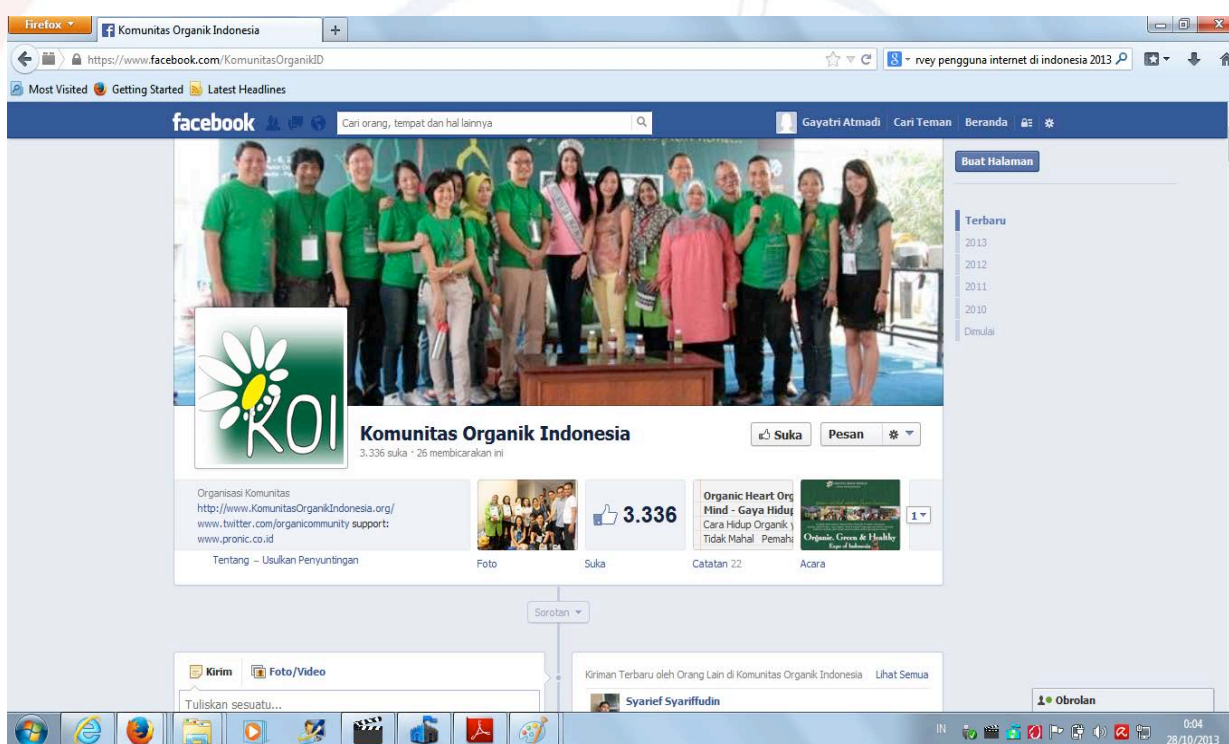 Firefox
Komunitas Organik Indonesia
https://www.facebook.com/KomunitasOrganikID
rvey pengguna internet di indonesia 2013
Most Visited Getting Started Latest Headlines
facebook
Cari orang, tempat dan hal lainnya
Gayatri Atmadi Cari Teman Beranda
Buat Halaman
Terbaru
2013
2012
2011
2010
Dimulai
KOI
Komunitas Organik Indonesia
3.336 suka · 26 membicarakan ini
Suka
Pesan
Organisasi Komunitas
http://www.KomunitasOrganikIndonesia.org/
www.twitter.com/organicommunity support:
www.pronic.co.id
Tentang – Usulkan Penyuntingan
Foto
3.336
Suka
Organic Heart Org
Mind - Gaya Hidup
Cara Hidup Organik y
Tidak Mahal Pemaha
Catatan 22
Organic, Green & Healthy
Expo of Indonesia
Acara
1
Sorotan
Kirim Foto/Video
Tuliskan sesuatu...
Kiriman Terbaru oleh Orang Lain di Komunitas Organik Indonesia Lihat Semua
Syarief Syariffudin
Obrolan
IN
0:04
28/10/2013